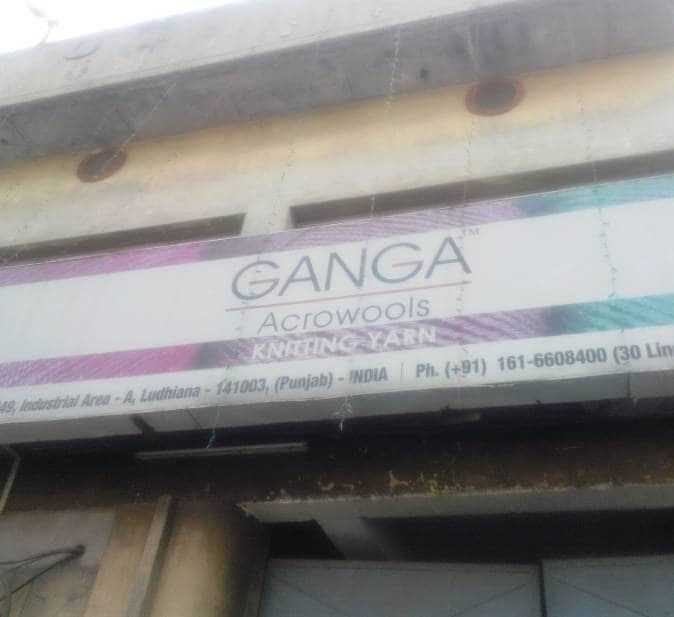 GANGA™
Acrowools
KNITTING YARN
49, Industrial Area - A, Ludhiana - 141003, (Punjab) - INDIA | Ph. (+91) 161-6608400 (30 Lin